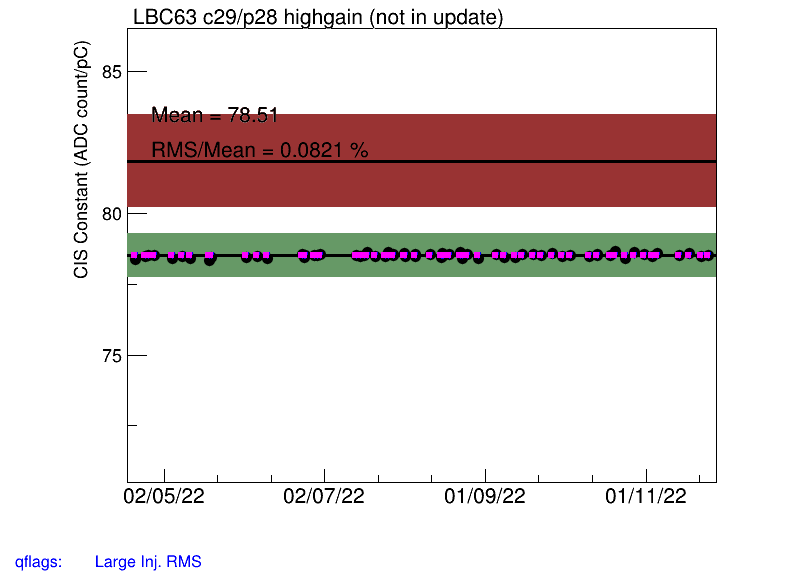 LBC63 c29/p28 highgain (not in update)
CIS Constant (ADC count/pC)
85
Mean = 78.51
RMS/Mean = 0.0821 %
80
75
02/05/22 02/07/22 01/09/22 01/11/22
qflags: Large Inj. RMS